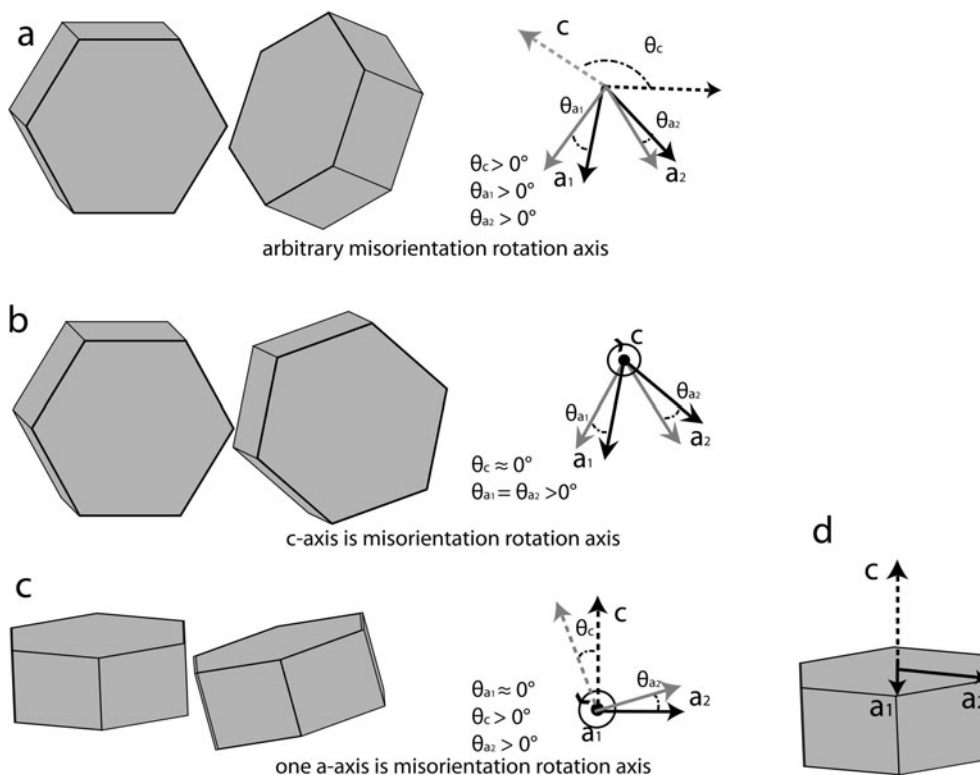 a
c
θc
θa1
θa2
a1
a2
θc > 0°
θa1 > 0°
θa2 > 0°
arbitrary misorientation rotation axis
b
c
θa2
θa1
a2
a1
θc ≈ 0°
θa1 = θa2 >0°
c-axis is misorientation rotation axis
c
θc
c
θa2
a2
a1
θa1 ≈ 0°
θc > 0°
θa2 > 0°
one a-axis is misorientation rotation axis
d
c
a1
a2